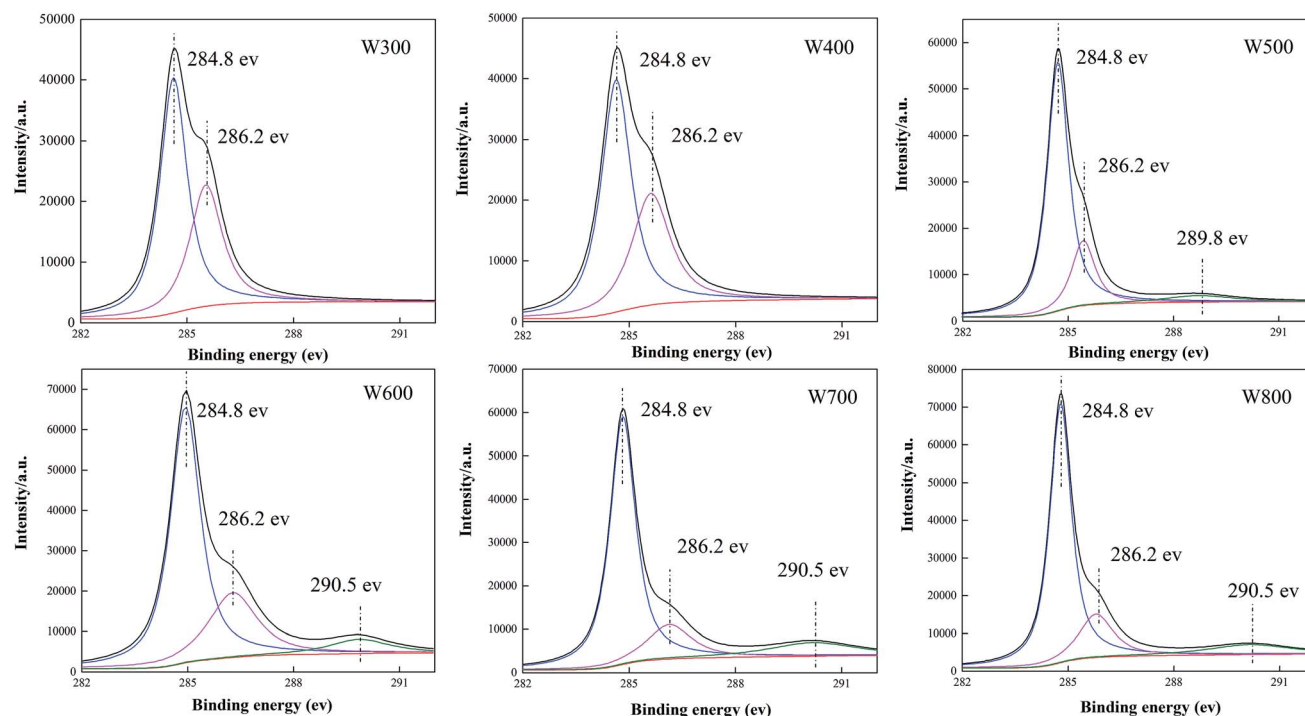 W300
284.8 ev
286.2 ev
Intensity/a.u.
50000
40000
30000
20000
10000
0
282
285
288
291
Binding energy (ev)
W400
284.8 ev
286.2 ev
Intensity/a.u.
50000
40000
30000
20000
10000
0
282
285
288
291
Binding energy (ev)
W500
284.8 ev
286.2 ev
289.8 ev
Intensity/a.u.
60000
50000
40000
30000
20000
10000
0
282
285
288
291
Binding energy (ev)
W600
284.8 ev
286.2 ev
290.5 ev
Intensity/a.u.
70000
60000
50000
40000
30000
20000
10000
0
282
285
288
291
Binding energy (ev)
W700
284.8 ev
286.2 ev
290.5 ev
Intensity/a.u.
70000
60000
50000
40000
30000
20000
10000
0
282
285
288
291
Binding energy (ev)
W800
284.8 ev
286.2 ev
290.5 ev
Intensity/a.u.
80000
70000
60000
50000
40000
30000
20000
10000
0
282
285
288
291
Binding energy (ev)